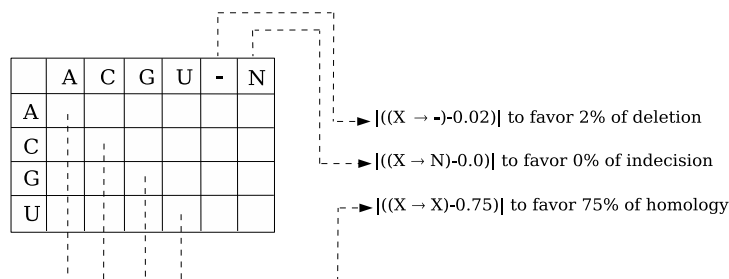 A C G U - N
A
C
G
U
|((X → -)-0.02)| to favor 2% of deletion
|((X → N)-0.0)| to favor 0% of indecision
|((X → X)-0.75)| to favor 75% of homology